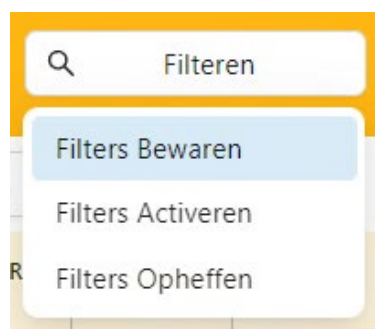 Filteren
Filters Bewaren
Filters Activeren
R
Filters Opheffen